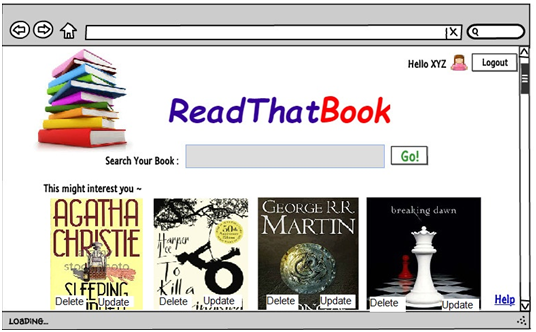 X
Hello XYZ
Logout
ReadThatBook
Search Your Book :
Go!
This might interest you ~
AGATHA
CHRISTIE
SLEEPING
Delete
Update
Harper
Lee
To
Kill a
Delete
Update
GEORGE R.R.
MARTIN
Delete
Update
breaking dawn
Delete
Update
Help
LOADING...